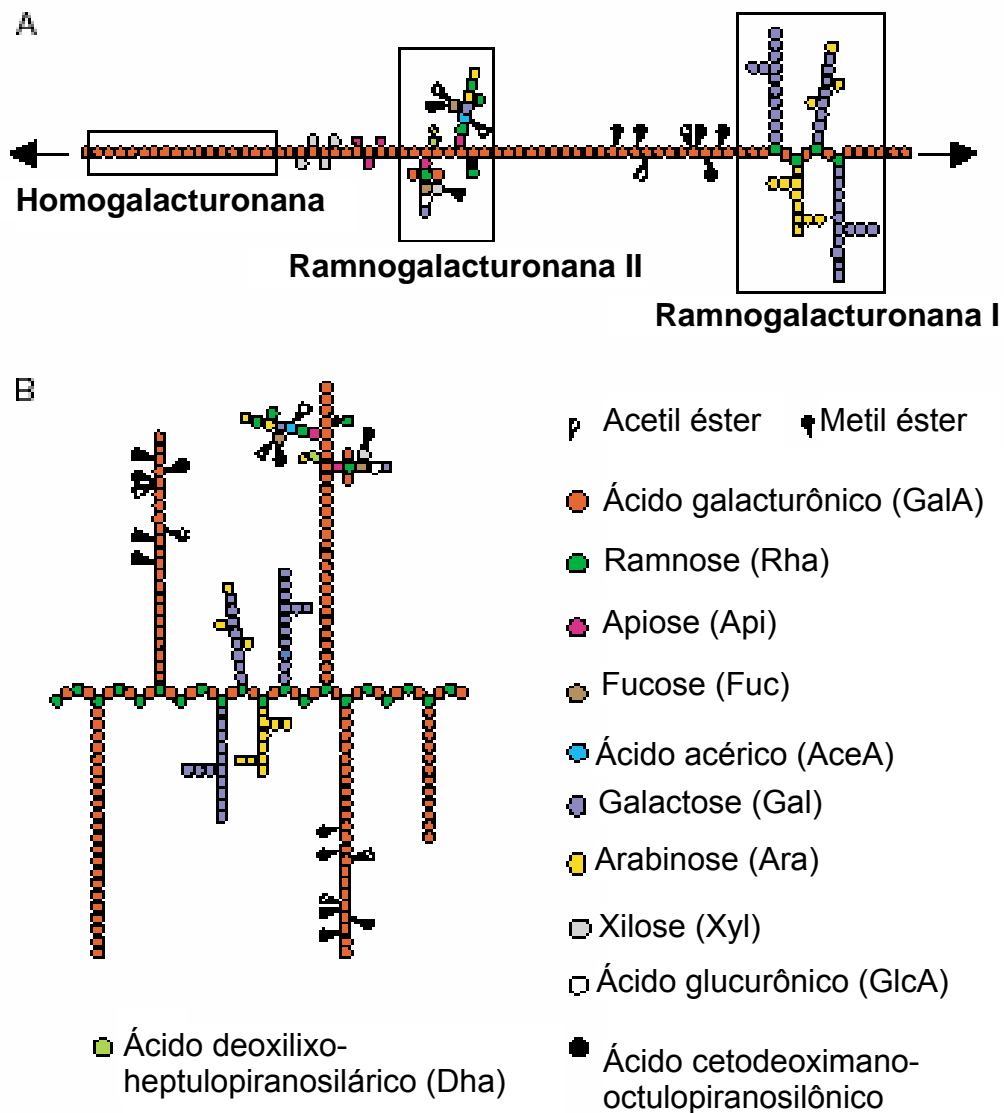 A
Homogalacturonana
Ramnogalacturonana II
Ramnogalacturonana I
B
Acetil éster
Metil éster
Ácido galacturônico (GalA)
Ramnose (Rha)
Apiose (Api)
Fucose (Fuc)
Ácido acérico (AceA)
Galactose (Gal)
Arabinose (Ara)
Xilose (Xyl)
Ácido glucurônico (GlcA)
Ácido deoxilixo-
heptulopiranosilárico (Dha)
Ácido cetodeoximano-
octulopiranosilônico